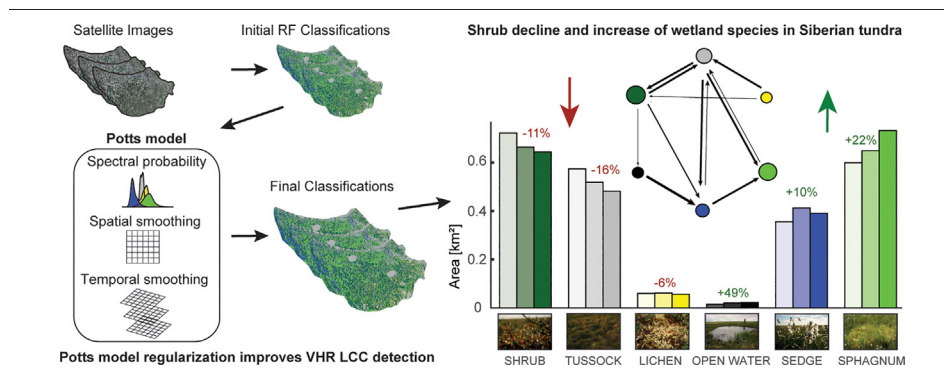 Satellite Images
Initial RF Classifications
Potts model
Spectral probability
Spatial smoothing
Temporal smoothing
Final Classifications
Potts model regularization improves VHR LCC detection
Shrub decline and increase of wetland species in Siberian tundra
Area [km²]
0.6
0.4
0.2
0
-11%
-16%
-6%
+49%
+10%
+22%
SHRUB
TUSSOCK
LICHEN
OPEN WATER
SEDGE
SPHAGNUM